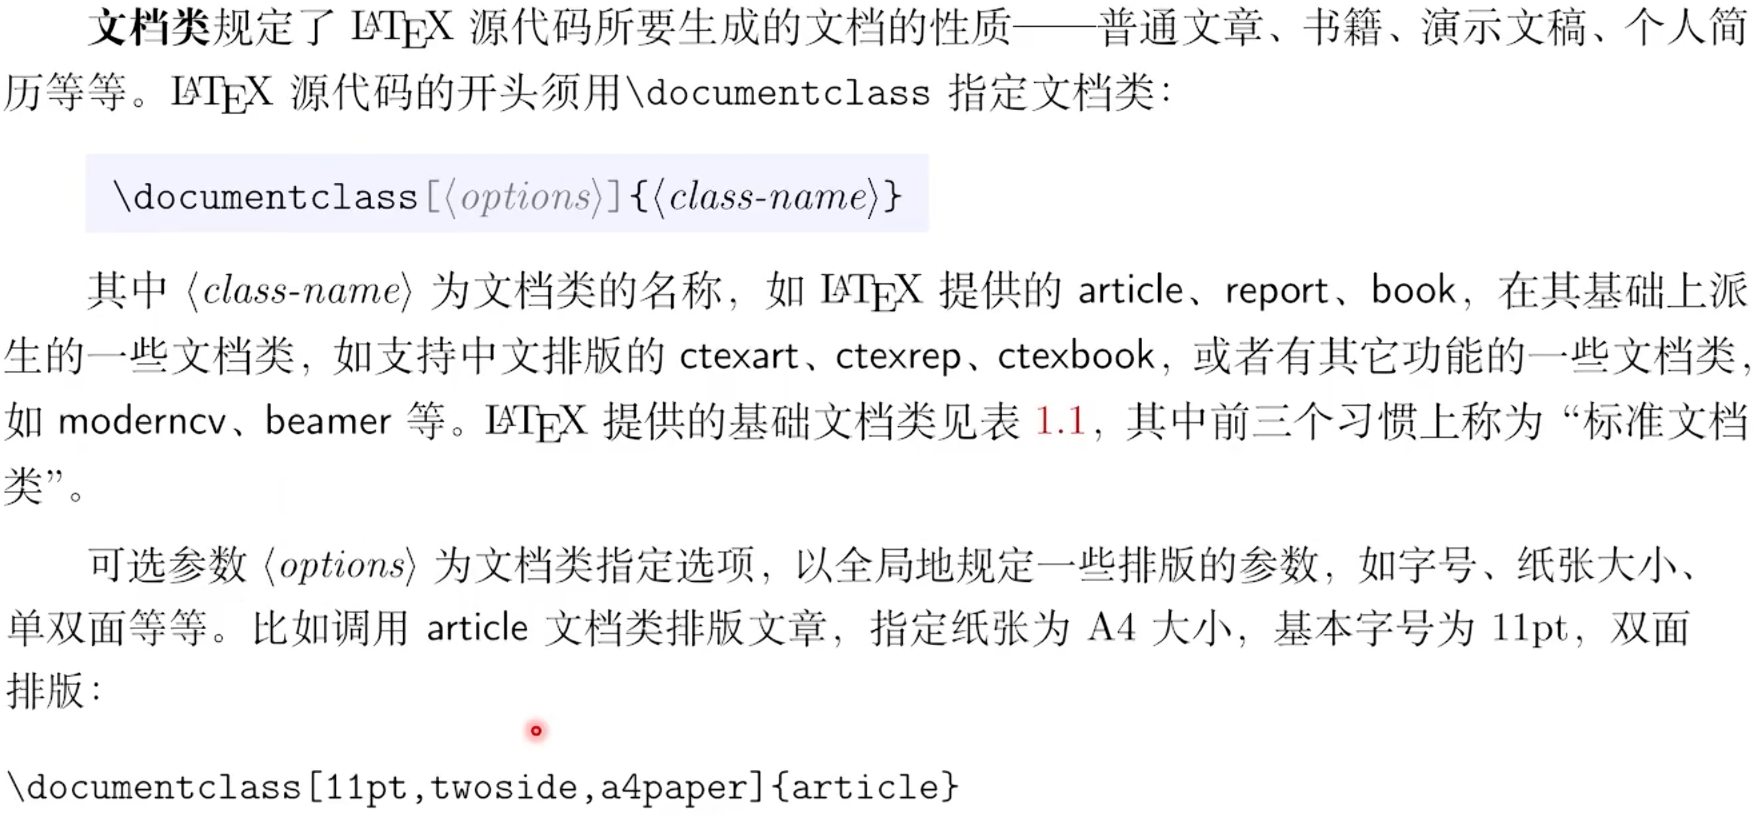 文档类规定了 LATEX 源代码所要生成的文档的性质——普通文章、书籍、演示文稿、个人简
历等等。LATEX 源代码的开头须用\documentclass 指定文档类：
\documentclass[⟨options⟩]{⟨class-name⟩}
其中 ⟨class-name⟩ 为文档类的名称，如 LATEX 提供的 article、report、book，在其基础上派
生的一些文档类，如支持中文排版的 ctexart、ctexrep、ctexbook，或者有其它功能的一些文档类，
如 moderncv、beamer 等。LATEX 提供的基础文档类见表 1.1，其中前三个习惯上称为 “标准文档
类”。
可选参数 ⟨options⟩ 为文档类指定选项，以全局地规定一些排版的参数，如字号、纸张大小、
单双面等等。比如调用 article 文档类排版文章，指定纸张为 A4 大小，基本字号为 11pt，双面
排版：
\documentclass[11pt,twoside,a4paper]{article}